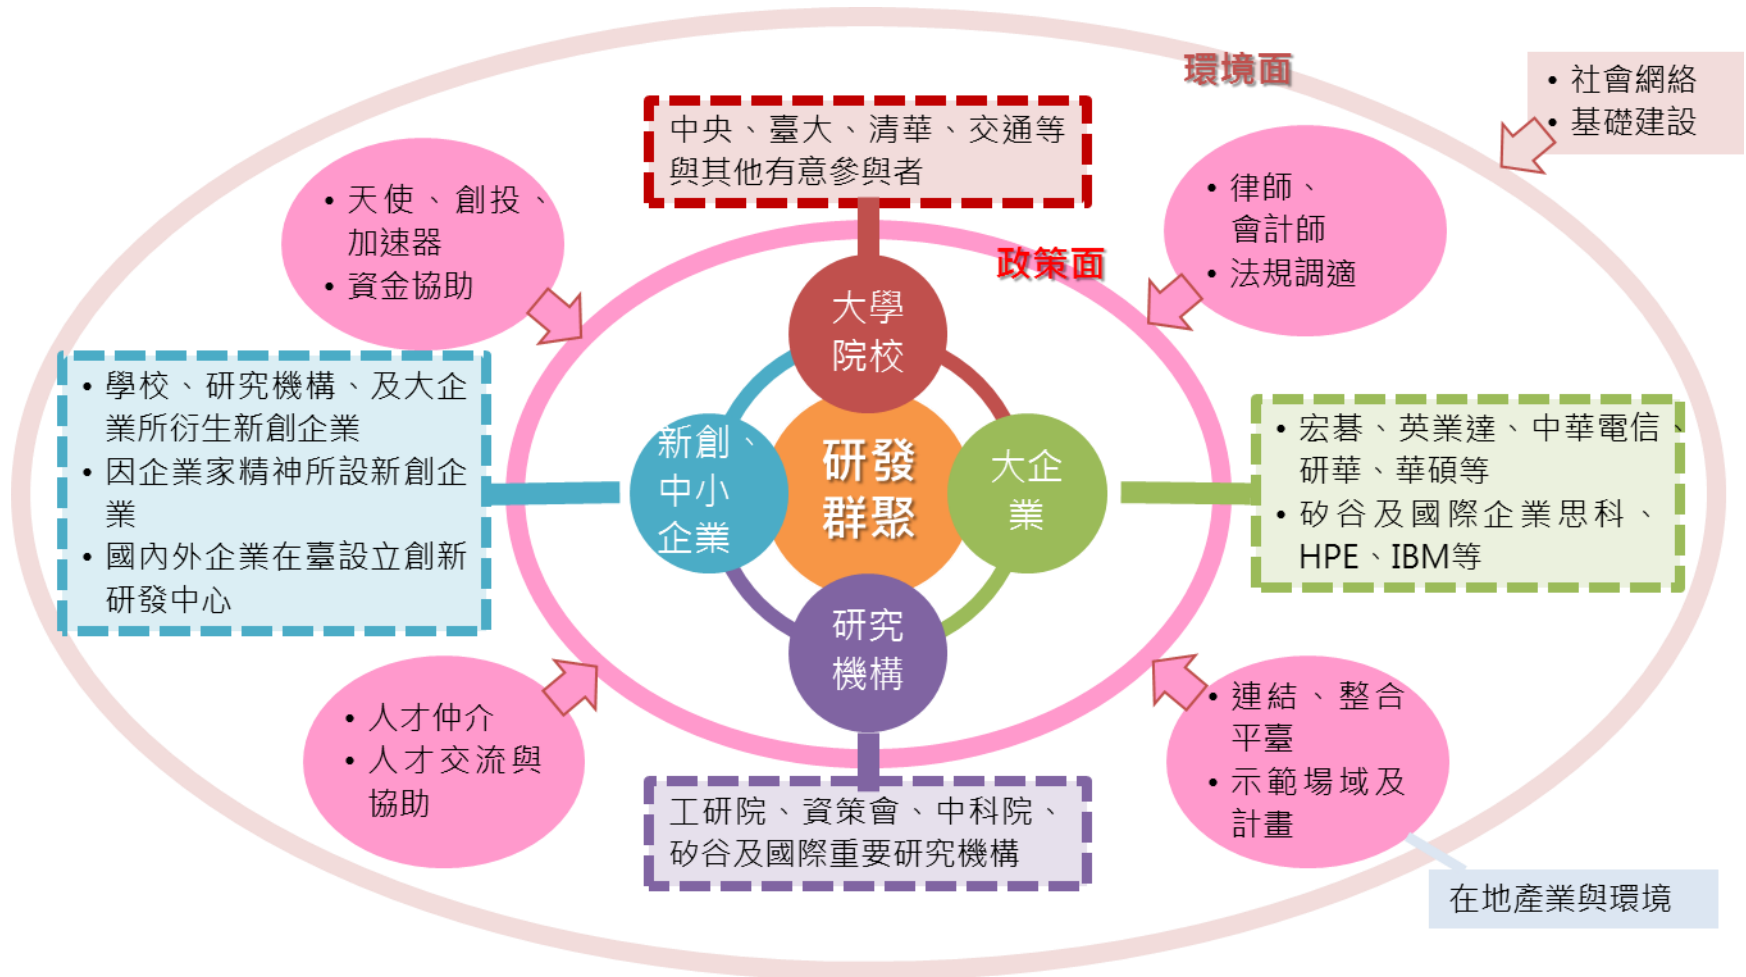 環境面
• 社會網絡
• 基礎建設
中央、臺大、清華、交通等
與其他有意參與者
• 天使、創投、
加速器
• 資金協助
• 律師、
會計師
• 法規調適
政策面
大學
院校
• 學校、研究機構、及大企
業所衍生新創企業
• 因企業家精神所設新創企
業
• 國內外企業在臺設立創新
研發中心
新創、
中小
企業
研發
群聚
大企
業
• 宏碁、英業達、中華電信、
研華、華碩等
• 矽谷及國際企業思科、
HPE、IBM等
研究
機構
• 人才仲介
• 人才交流與
協助
• 連結、整合
平臺
• 示範場域及
計畫
工研院、資策會、中科院、
矽谷及國際重要研究機構
在地產業與環境